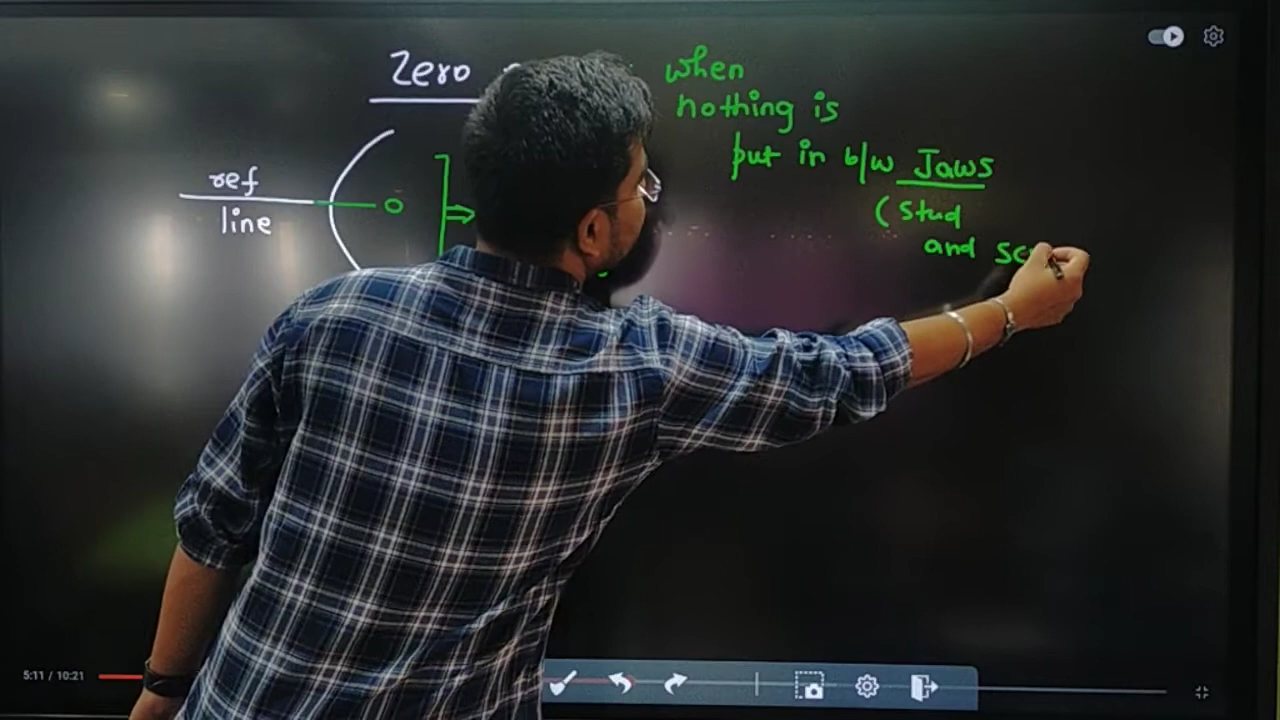 Zero
when
nothing is
put in b/w Jaws
(Stud
and
ref
line
0
5:11 / 10:21